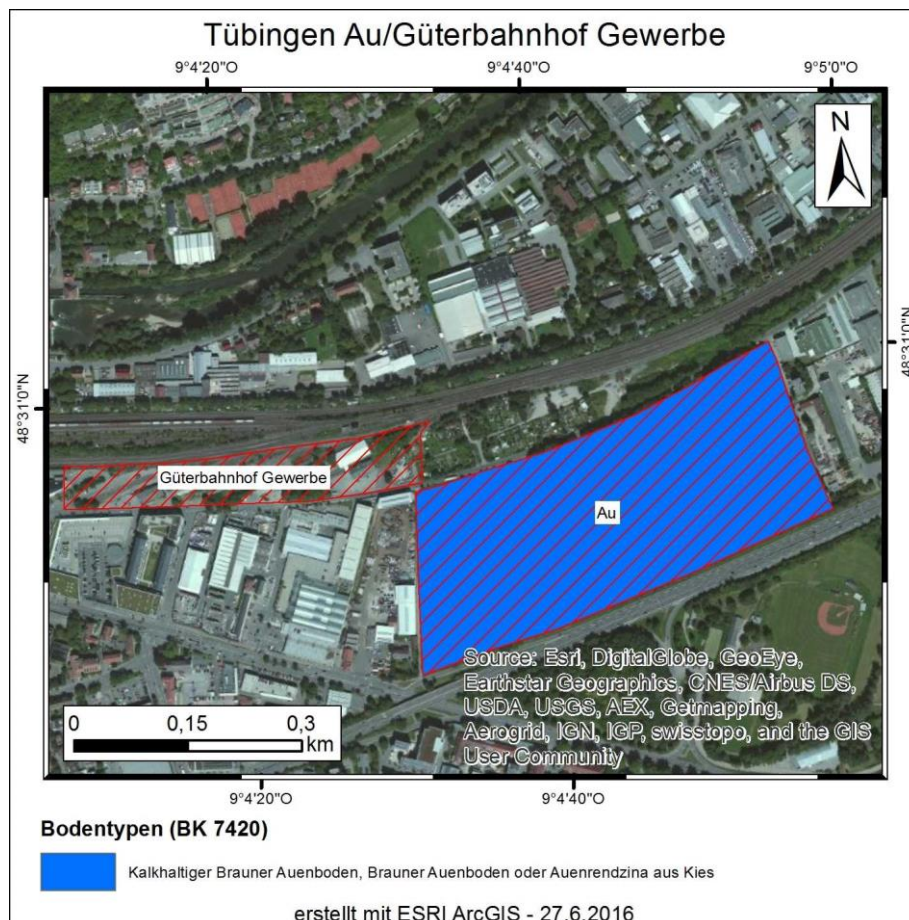 Tübingen Au/Güterbahnhof Gewerbe
9°4'20"O
9°4'40"O
9°5'0"O
N
48°31'0"N
48°31'0"N
Güterbahnhof Gewerbe
Au
Source: Esri, DigitalGlobe, GeoEye,
Earthstar Geographics, CNES/Airbus DS,
USDA, USGS, AEX, Getmapping,
Aerogrid, IGN, IGP, swisstopo, and the GIS
User Community
0
0,15
0,3
km
9°4'20"O
9°4'40"O
Bodentypen (BK 7420)
Kalkhaltiger Brauner Auenboden, Brauner Auenboden oder Auenrendzina aus Kies
erstellt mit ESRI ArcGIS - 27.6.2016